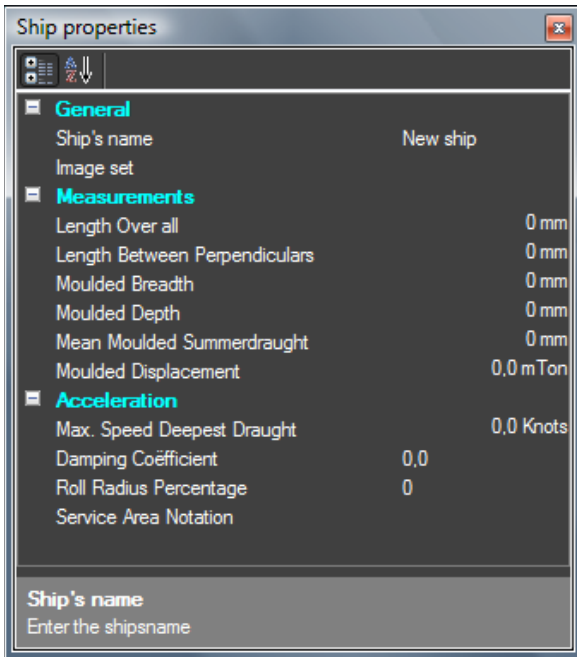 Ship properties
General
Ship's name New ship
Image set
Measurements
Length Over all 0 mm
Length Between Perpendiculars 0 mm
Moulded Breadth 0 mm
Moulded Depth 0 mm
Mean Moulded Summerdraught 0 mm
Moulded Displacement 0,0 mTon
Acceleration
Max. Speed Deepest Draught 0,0 Knots
Damping Coëfficient 0,0
Roll Radius Percentage 0
Service Area Notation
Ship's name
Enter the shipsname